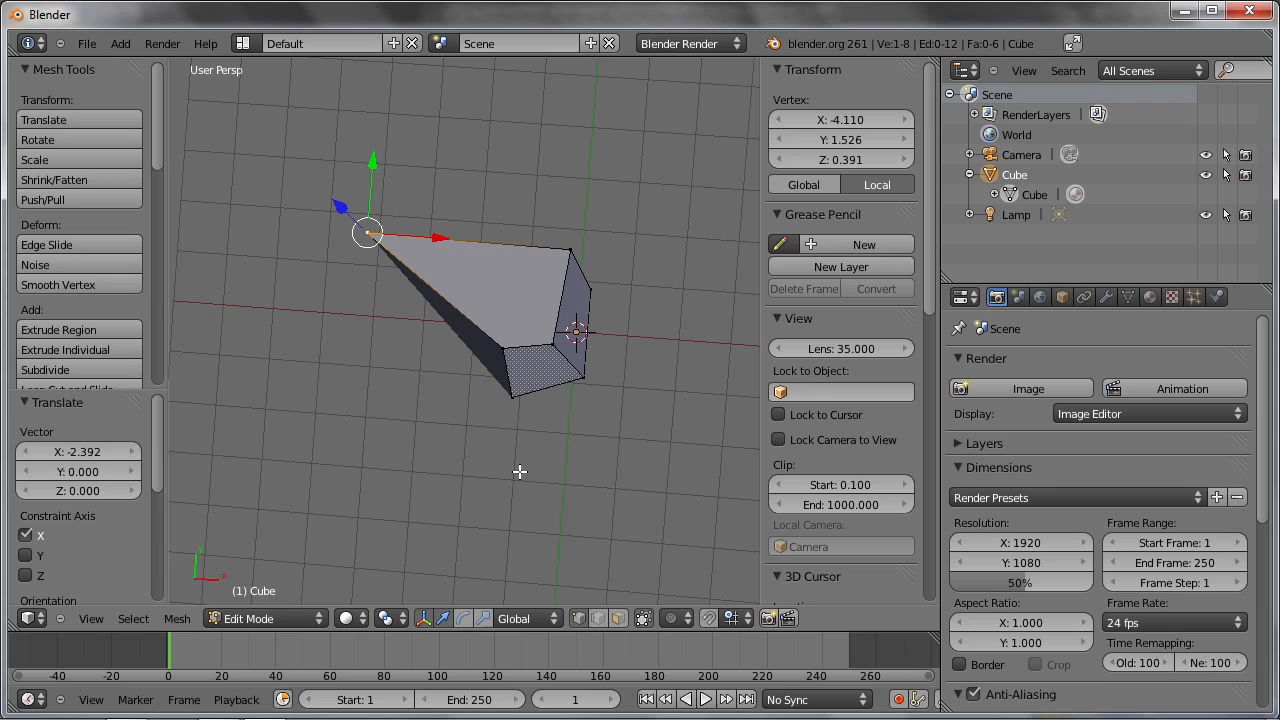 Blender
File Add Render Help Default Scene Blender Render blender.org 261 | Ve:1-8 | Ed:0-12 | Fa:0-6 | Cube
Mesh Tools
Transform:
Translate
Rotate
Scale
Shrink/Fatten
Push/Pull
Deform:
Edge Slide
Noise
Smooth Vertex
Add:
Extrude Region
Extrude Individual
Subdivide
Loop Cut and Slide
Translate
Vector
X: -2.392
Y: 0.000
Z: 0.000
Constraint Axis
X
Y
Z
Orientation
User Persp
y
x
(1) Cube
Transform
Vertex:
X: -4.110
Y: 1.526
Z: 0.391
Global Local
Grease Pencil
New
New Layer
Delete Frame Convert
View
Lens: 35.000
Lock to Object:
Lock to Cursor
Lock Camera to View
Clip:
Start: 0.100
End: 1000.000
Local Camera:
Camera
3D Cursor
View Select Mesh Edit Mode Global
-40 -20 0 20 40 60 80 100 120 140 160 180 200 220 240 260
View Marker Frame Playback Start: 1 End: 250 1 No Sync
View Search All Scenes
Scene
RenderLayers |
World
Camera |
Cube
Cube
Lamp |
Scene
Render
Image Animation
Display: Image Editor
Layers
Dimensions
Render Presets
Resolution: Frame Range:
X: 1920 Start Frame: 1
Y: 1080 End Frame: 250
50% Frame Step: 1
Aspect Ratio: Frame Rate:
X: 1.000 24 fps
Y: 1.000 Time Remapping:
Border Crop Old: 100 Ne: 100
Anti-Aliasing